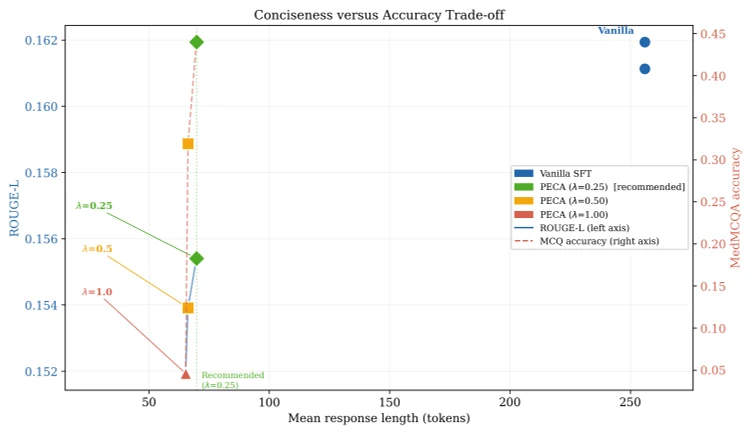 Conciseness versus Accuracy Trade-off
0.162
0.160
0.158
0.156
0.154
0.152
ROUGE-L
Vanilla
λ=0.25
λ=0.5
λ=1.0
Recommended
(λ=0.25)
Vanilla SFT
PECA (λ=0.25) [recommended]
PECA (λ=0.50)
PECA (λ=1.00)
ROUGE-L (left axis)
MCQ accuracy (right axis)
0.45
0.40
0.35
0.30
0.25
0.20
0.15
0.10
0.05
MedMCQA accuracy
50
100
150
200
250
Mean response length (tokens)